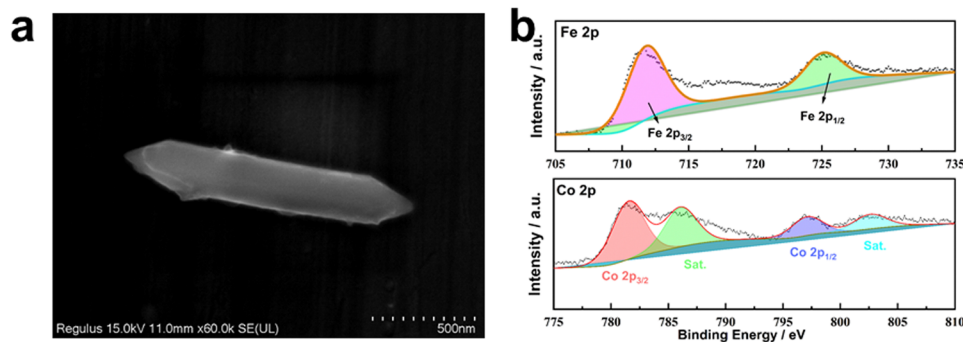 a
Regulus 15.0kV 11.0mm x60.0k SE(UL)
500nm
b
Fe 2p
Intensity / a.u.
Fe 2p3/2
Fe 2p1/2
705 710 715 720 725 730 735
Co 2p
Intensity / a.u.
Co 2p3/2
Sat.
Co 2p1/2
Sat.
775 780 785 790 795 800 805 810
Binding Energy / eV